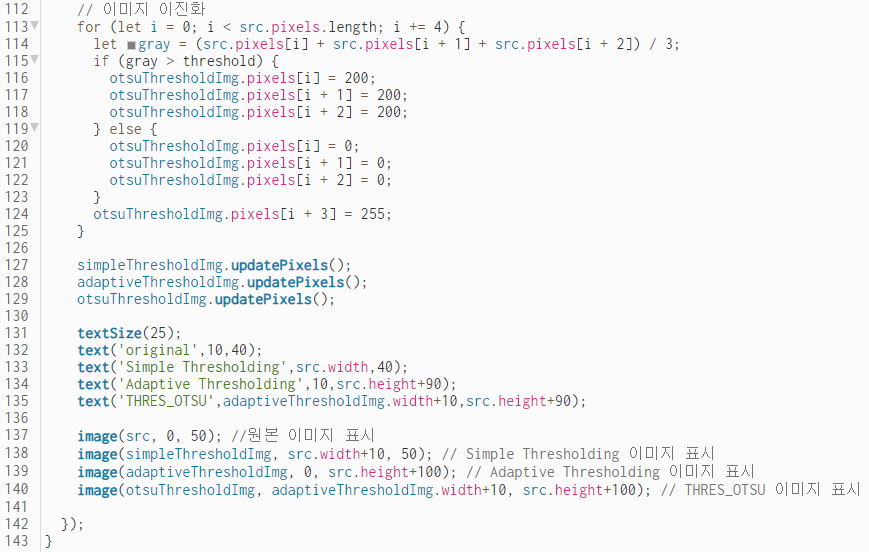 112 // 이미지 이진화
113 for (let i = 0; i < src.pixels.length; i += 4) {
114 let gray = (src.pixels[i] + src.pixels[i + 1] + src.pixels[i + 2]) / 3;
115 if (gray > threshold) {
116 otsuThresholdImg.pixels[i] = 200;
117 otsuThresholdImg.pixels[i + 1] = 200;
118 otsuThresholdImg.pixels[i + 2] = 200;
119 } else {
120 otsuThresholdImg.pixels[i] = 0;
121 otsuThresholdImg.pixels[i + 1] = 0;
122 otsuThresholdImg.pixels[i + 2] = 0;
123 }
124 otsuThresholdImg.pixels[i + 3] = 255;
125 }
126
127 simpleThresholdImg.updatePixels();
128 adaptiveThresholdImg.updatePixels();
129 otsuThresholdImg.updatePixels();
130
131 textSize(25);
132 text('original',10,40);
133 text('Simple Thresholding',src.width,40);
134 text('Adaptive Thresholding',10,src.height+90);
135 text('THRES_OTSU',adaptiveThresholdImg.width+10,src.height+90);
136
137 image(src, 0, 50); //원본 이미지 표시
138 image(simpleThresholdImg, src.width+10, 50); // Simple Thresholding 이미지 표시
139 image(adaptiveThresholdImg, 0, src.height+100); // Adaptive Thresholding 이미지 표시
140 image(otsuThresholdImg, adaptiveThresholdImg.width+10, src.height+100); // THRES_OTSU 이미지 표시
141
142 });
143 }